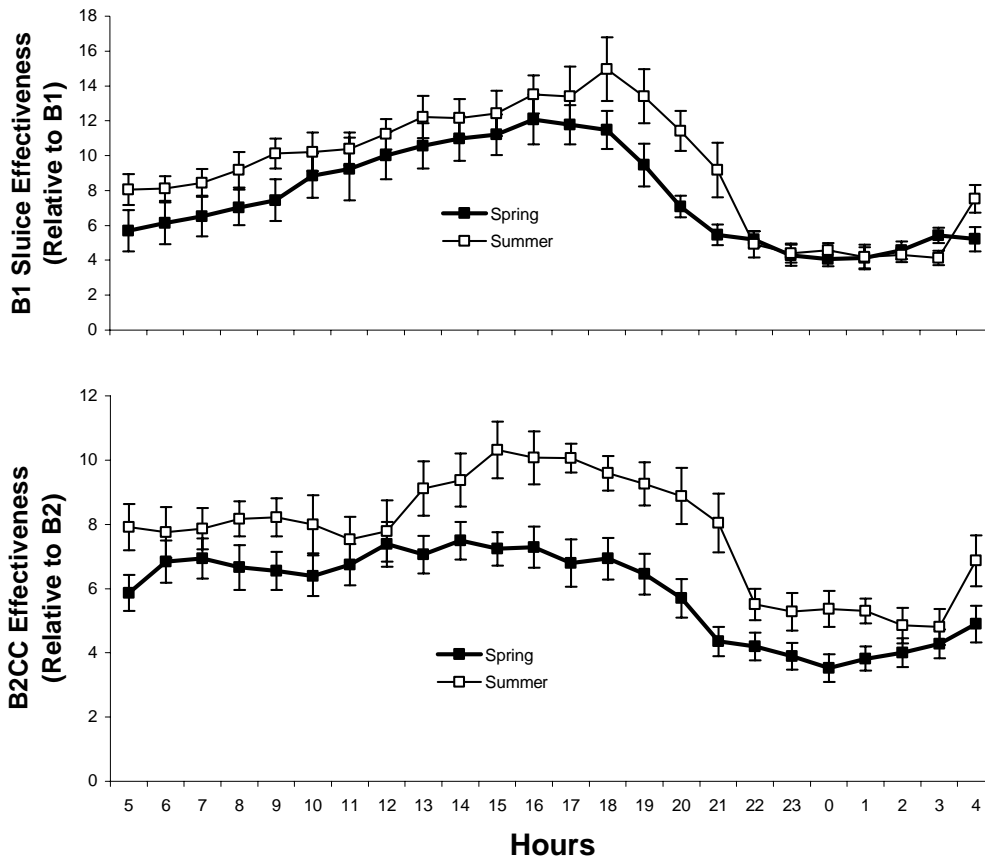 B1 Sluice Effectiveness
(Relative to B1)
18
16
14
12
10
8
6
4
2
0
Spring
Summer
B2CC Effectiveness
(Relative to B2)
12
10
8
6
4
2
0
Spring
Summer
5 6 7 8 9 10 11 12 13 14 15 16 17 18 19 20 21 22 23 0 1 2 3 4
Hours